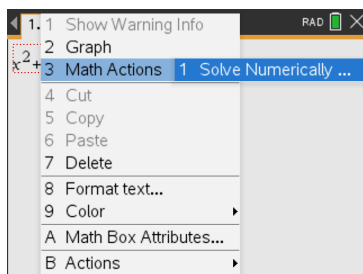 1.
RAD
1 Show Warning Info
2 Graph
x²+
3 Math Actions
1 Solve Numerically ...
4 Cut
5 Copy
6 Paste
7 Delete
8 Format text...
9 Color
A Math Box Attributes...
B Actions